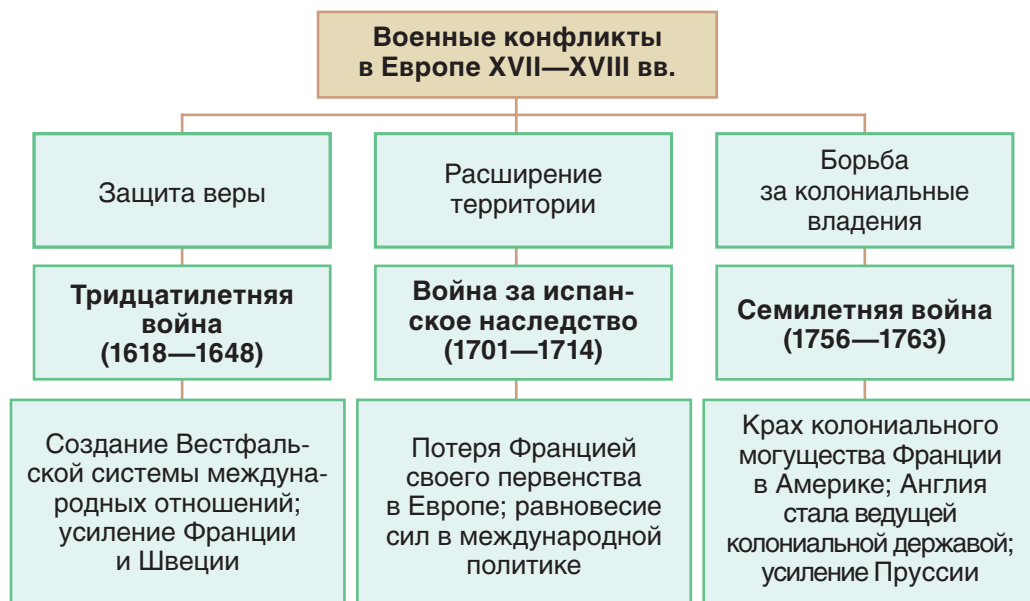 Военные конфликты
в Европе XVII—XVIII вв.
Защита веры
Расширение
территории
Борьба
за колониальные
владения
Тридцатилетняя
война
(1618—1648)
Война за испан-
ское наследство
(1701—1714)
Семилетняя война
(1756—1763)
Создание Вестфаль-
ской системы междуна-
родных отношений;
усиление Франции
и Швеции
Потеря Францией
своего первенства
в Европе; равновесие
сил в международной
политике
Крах колониального
могущества Франции
в Америке; Англия
стала ведущей
колониальной державой;
усиление Пруссии